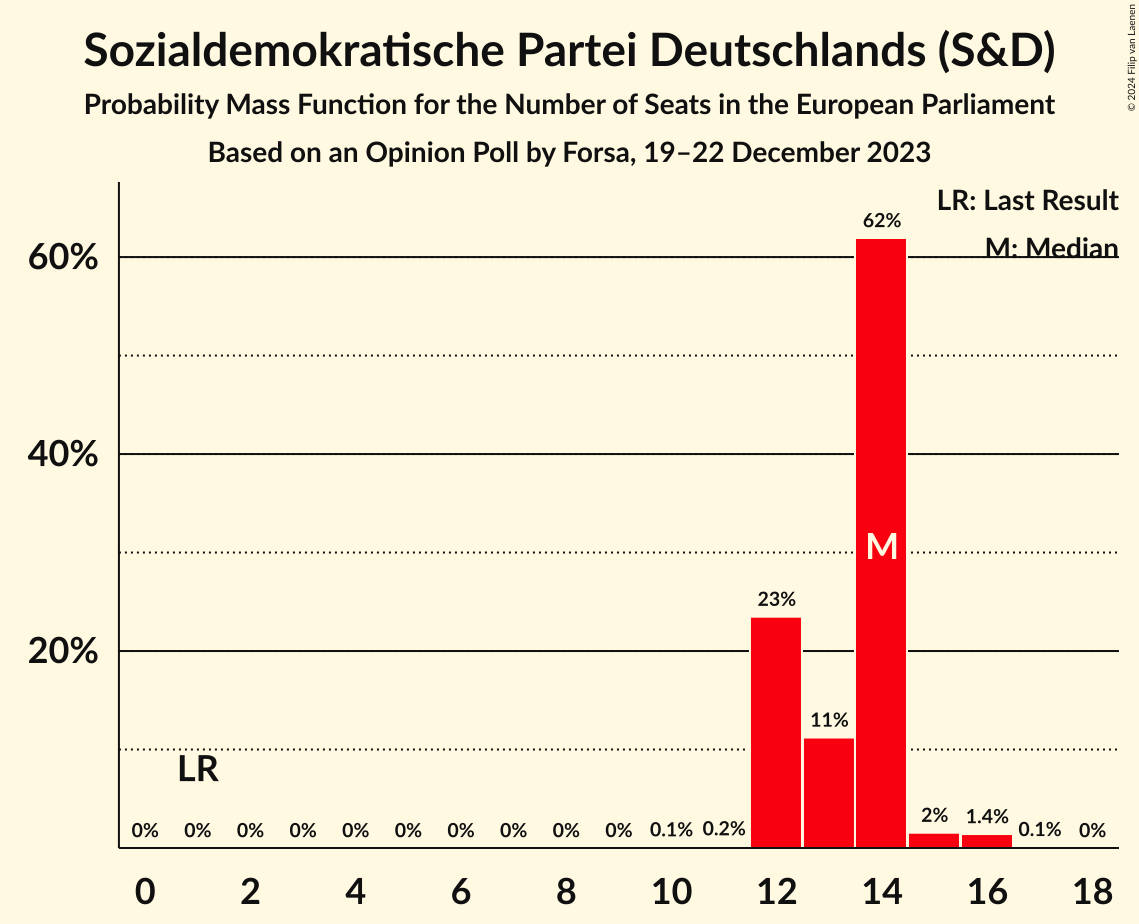 Sozialdemokratische Partei Deutschlands (S&D)
Probability Mass Function for the Number of Seats in the European Parliament
Based on an Opinion Poll by Forsa, 19–22 December 2023
© 2024 Filip van Laenen
LR: Last Result
M: Median
60%
40%
20%
62%
M
23%
11%
LR
0% 0% 0% 0% 0% 0% 0% 0% 0% 0% 0.1% 0.2% 2% 1.4% 0.1% 0%
0 2 4 6 8 10 12 14 16 18